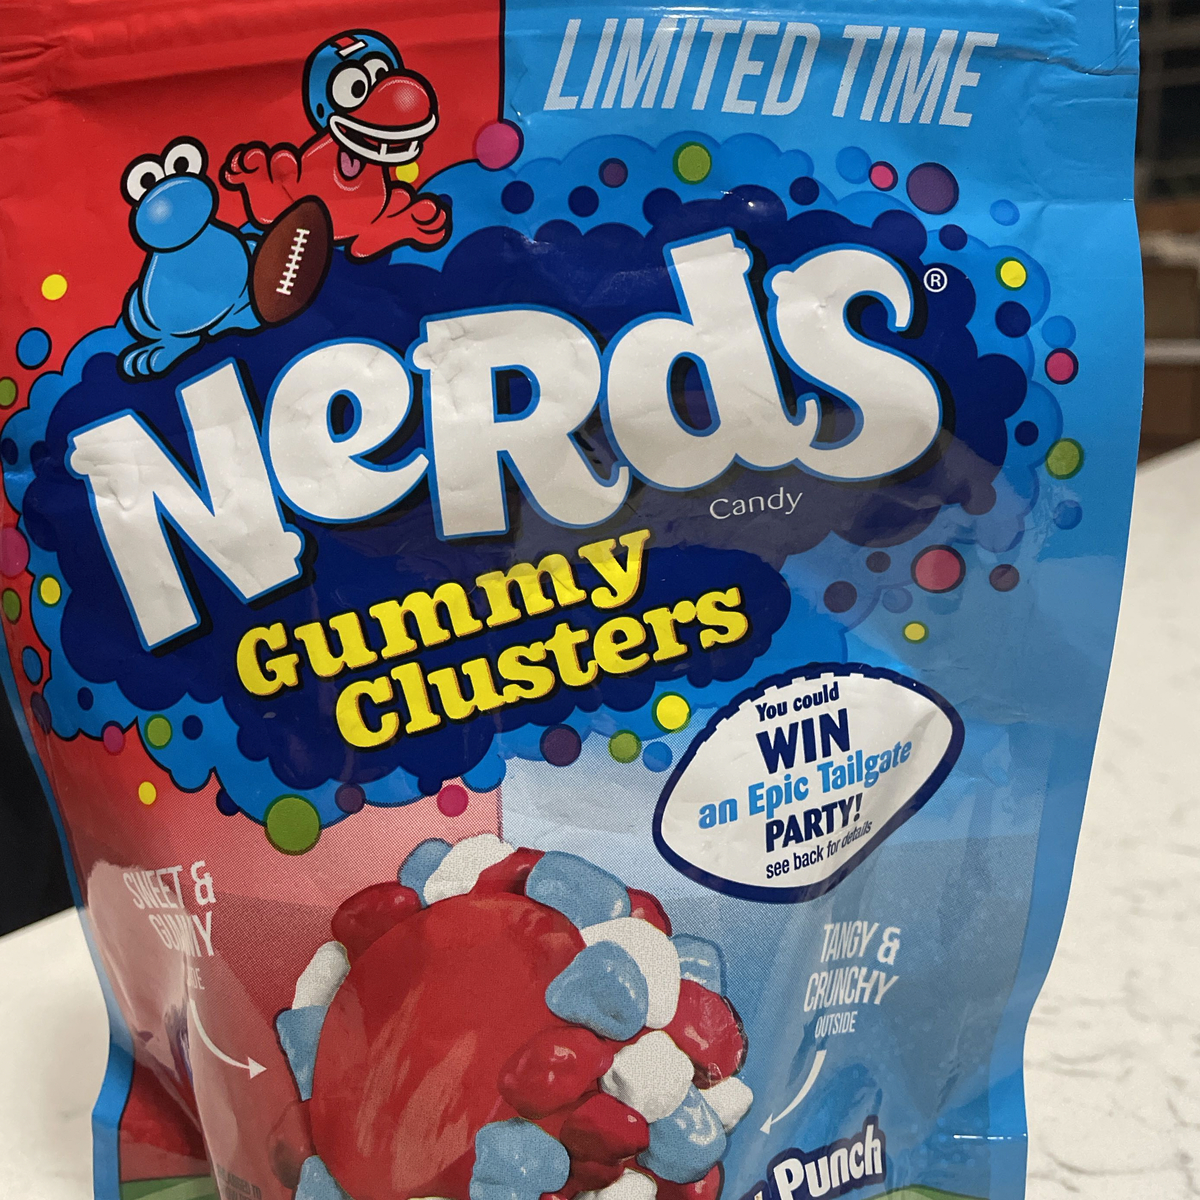 LIMITED TIME
NeRds®
Candy
Gummy
Clusters
You could
WIN
an Epic Tailgate
PARTY!
see back for details
SWEET &
GUMMY
TANGY &
CRUNCHY
OUTSIDE
Punch